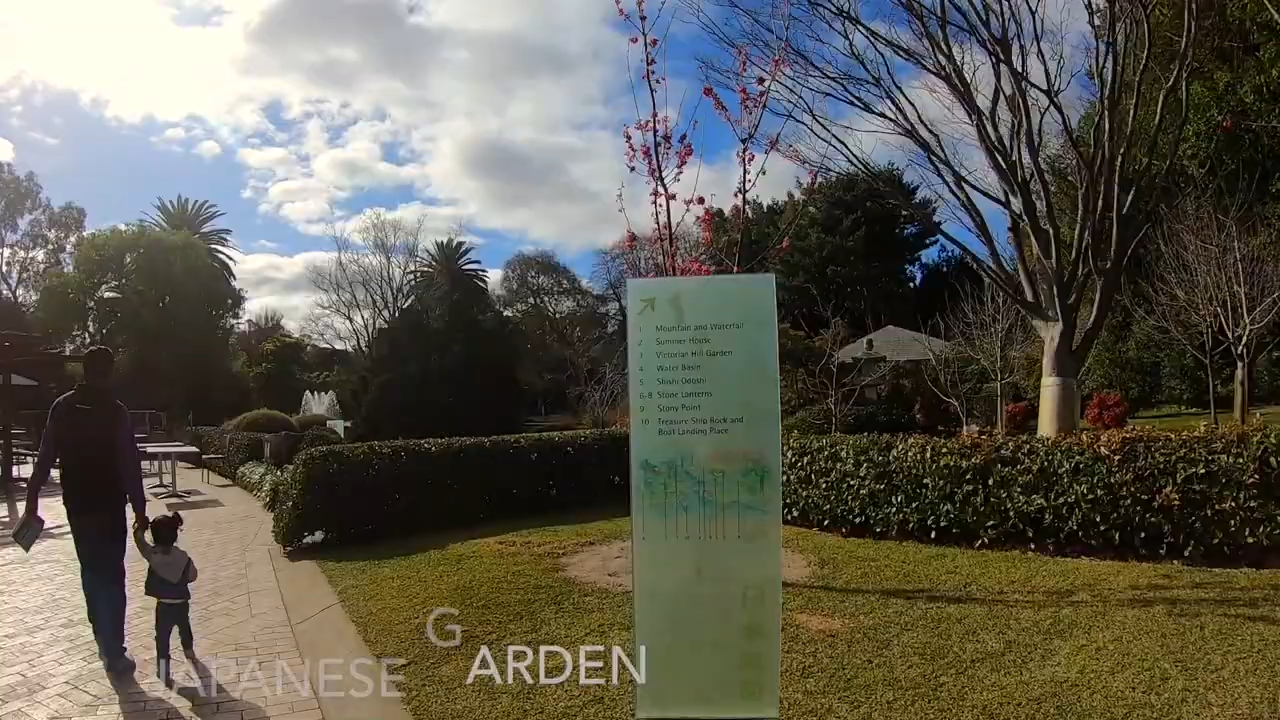 1 Mountain and Waterfall
2 Summer House
3 Victorian Hill Garden
4 Water Basin
5 Shishi Odoshi
6-8 Stone Lanterns
9 Stony Point
10 Treasure Ship Rock and
Boat Landing Place
JAPANESE GARDEN